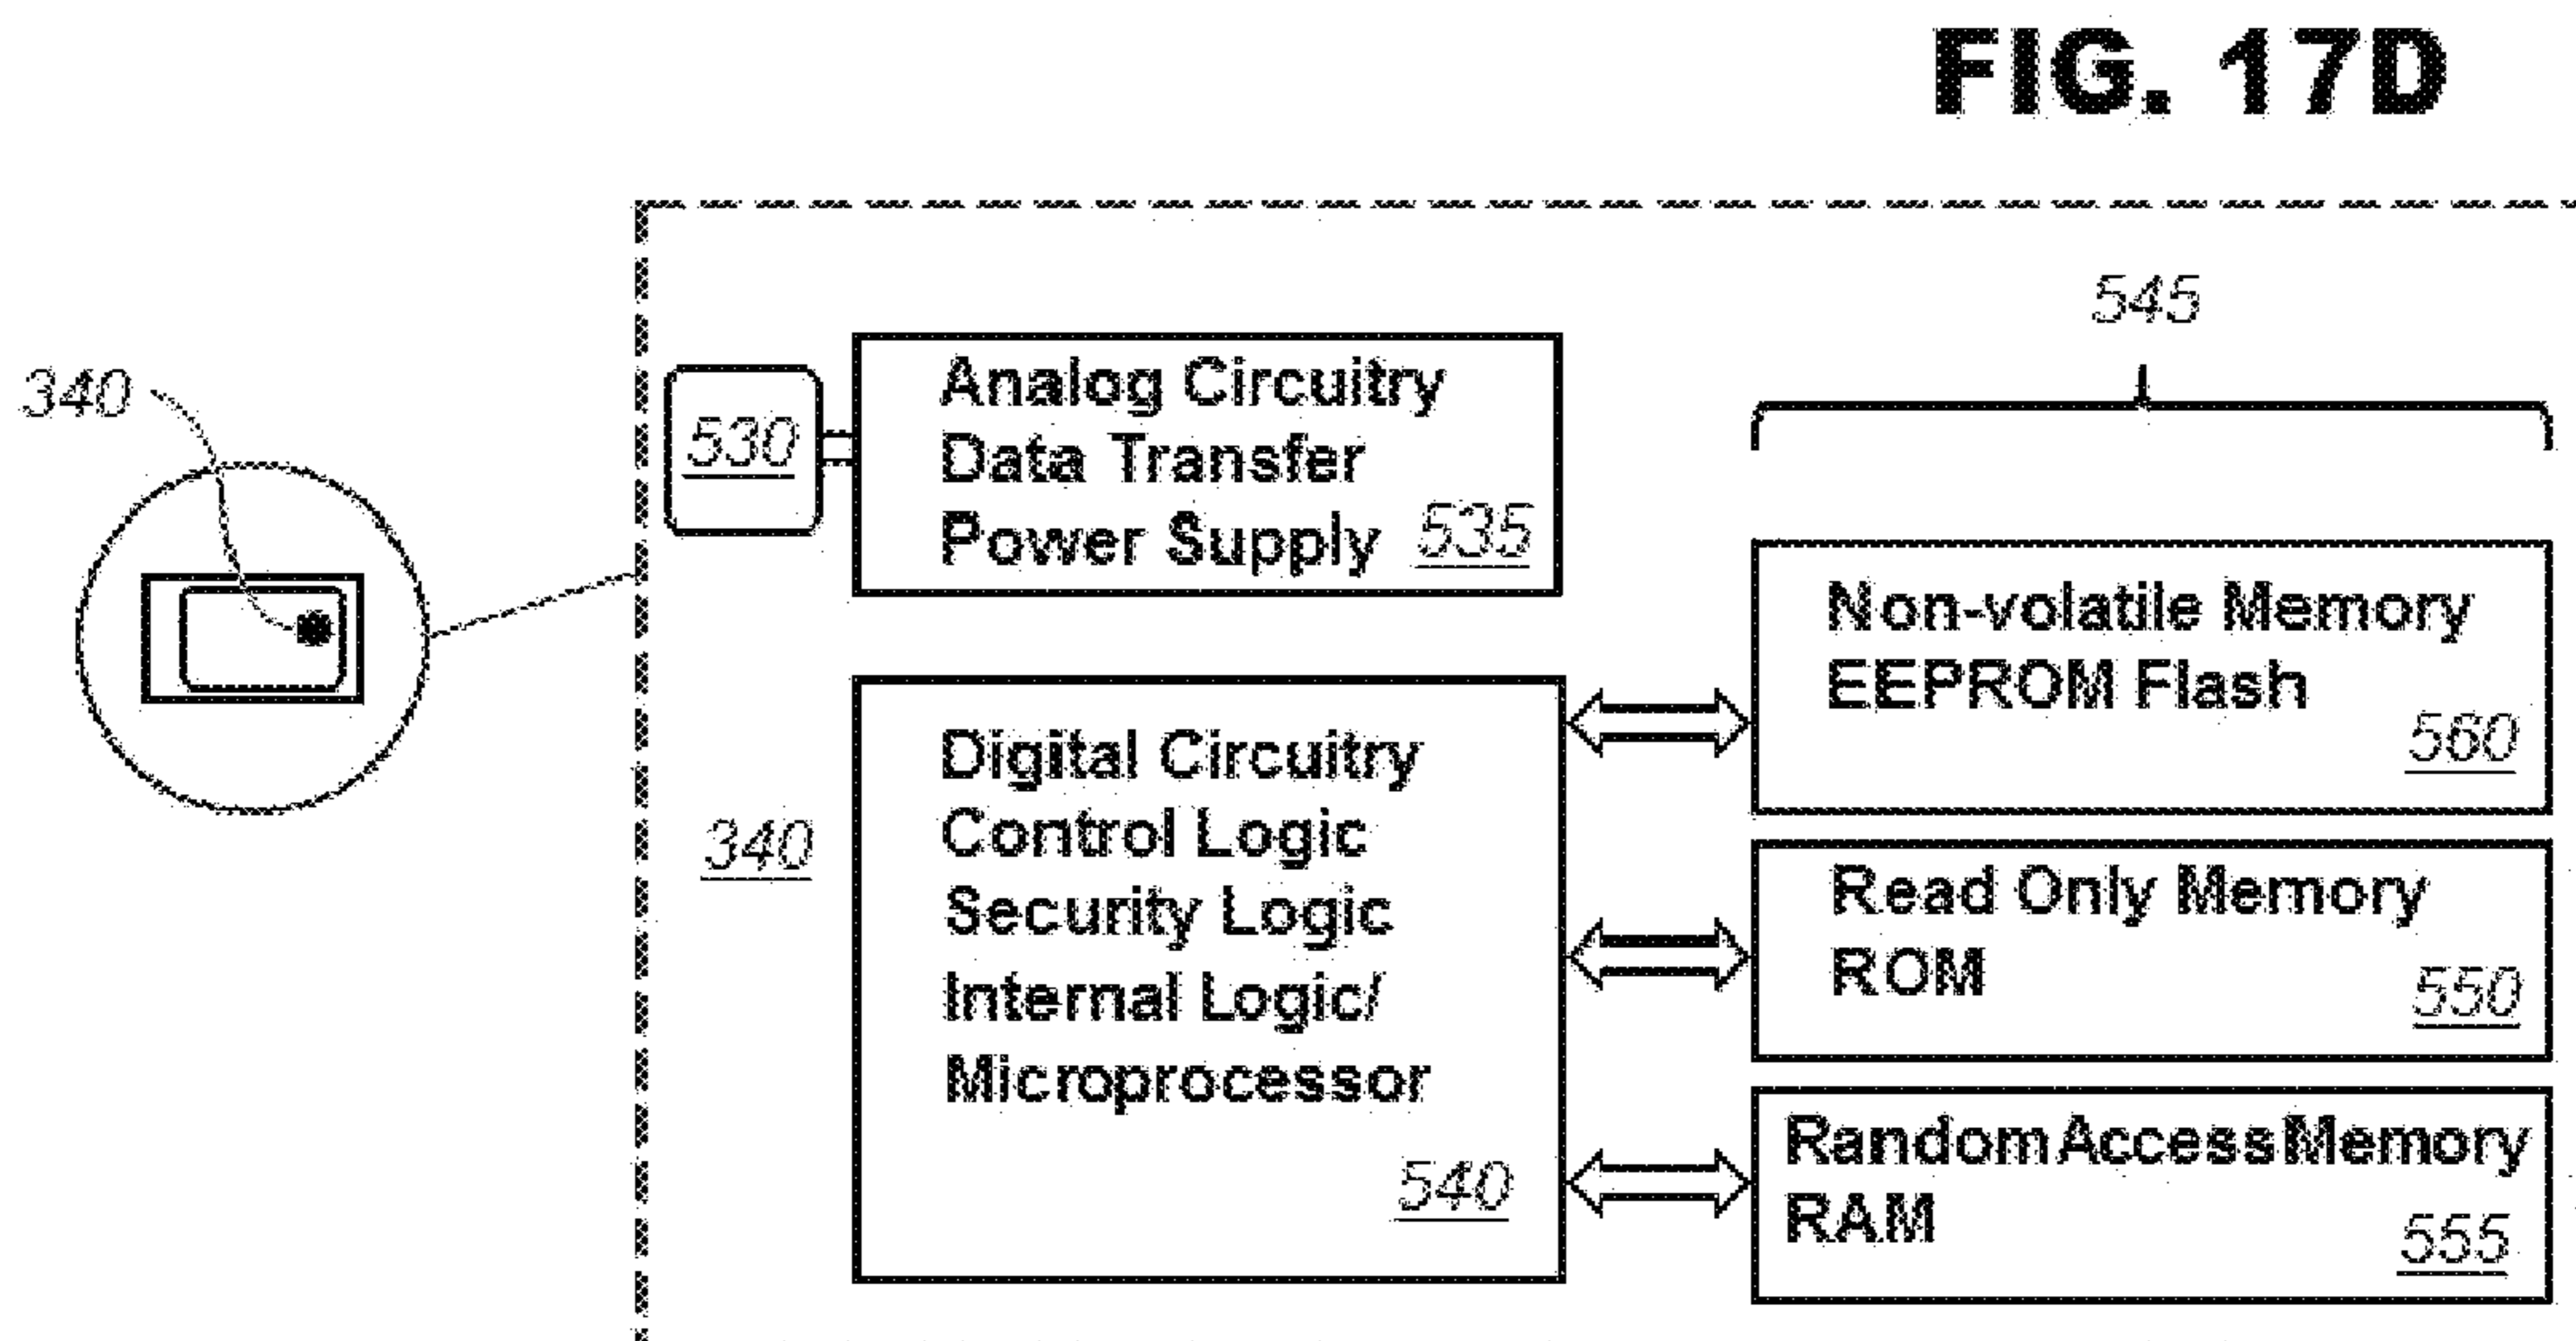 FIG. 17D
545
340
530
Analog Circuitry
Data Transfer
Power Supply 535
Non-volatile Memory
EEPROM Flash
560
340
Digital Circuitry
Control Logic
Security Logic
Internal Logic/
Microprocessor
540
Read Only Memory
ROM
550
Random Access Memory
RAM
555